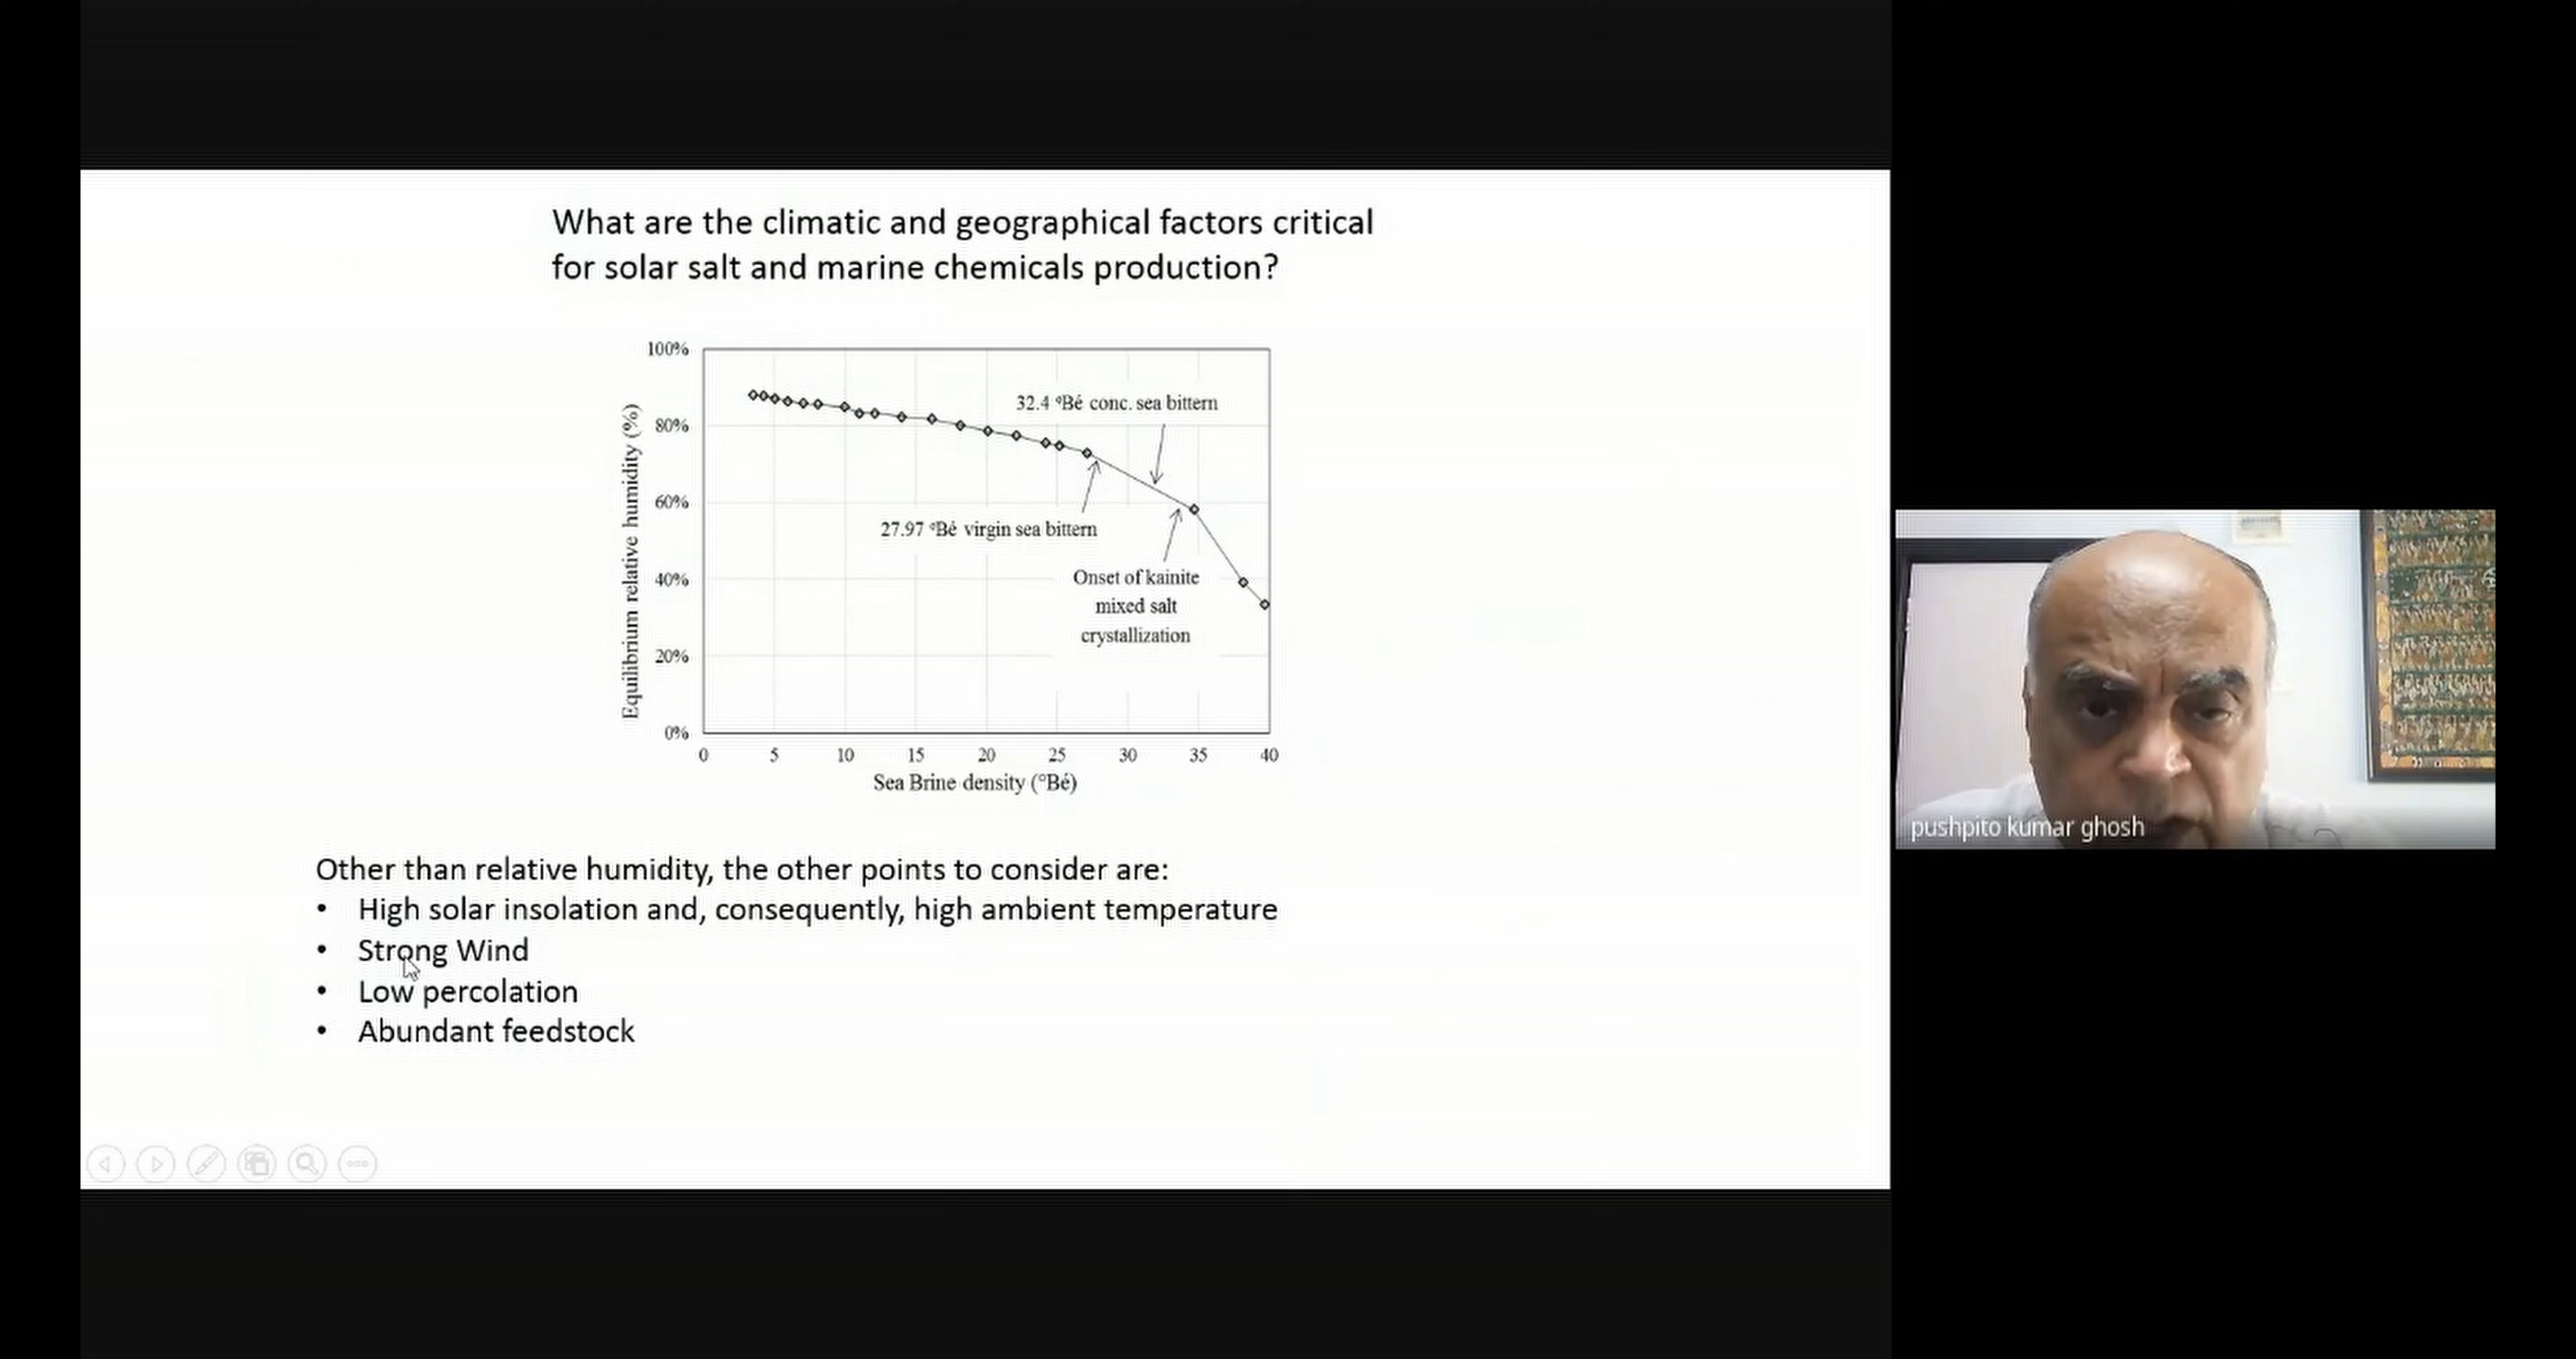 What are the climatic and geographical factors critical
for solar salt and marine chemicals production?
100%
80%
60%
40%
20%
0%
Equilibrium relative humidity (%)
32.4 °Bé conc. sea bittern
27.97 °Bé virgin sea bittern
Onset of kainite
mixed salt
crystallization
0 5 10 15 20 25 30 35 40
Sea Brine density (°Bé)
Other than relative humidity, the other points to consider are:
• High solar insolation and, consequently, high ambient temperature
• Strong Wind
• Low percolation
• Abundant feedstock
pushpito kumar ghosh